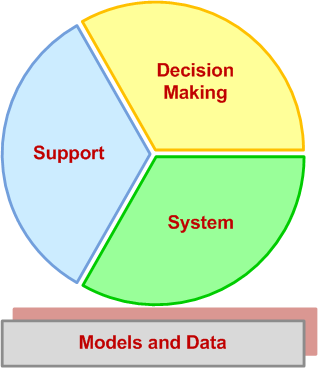 Decision
Making
Support
System
Models and Data